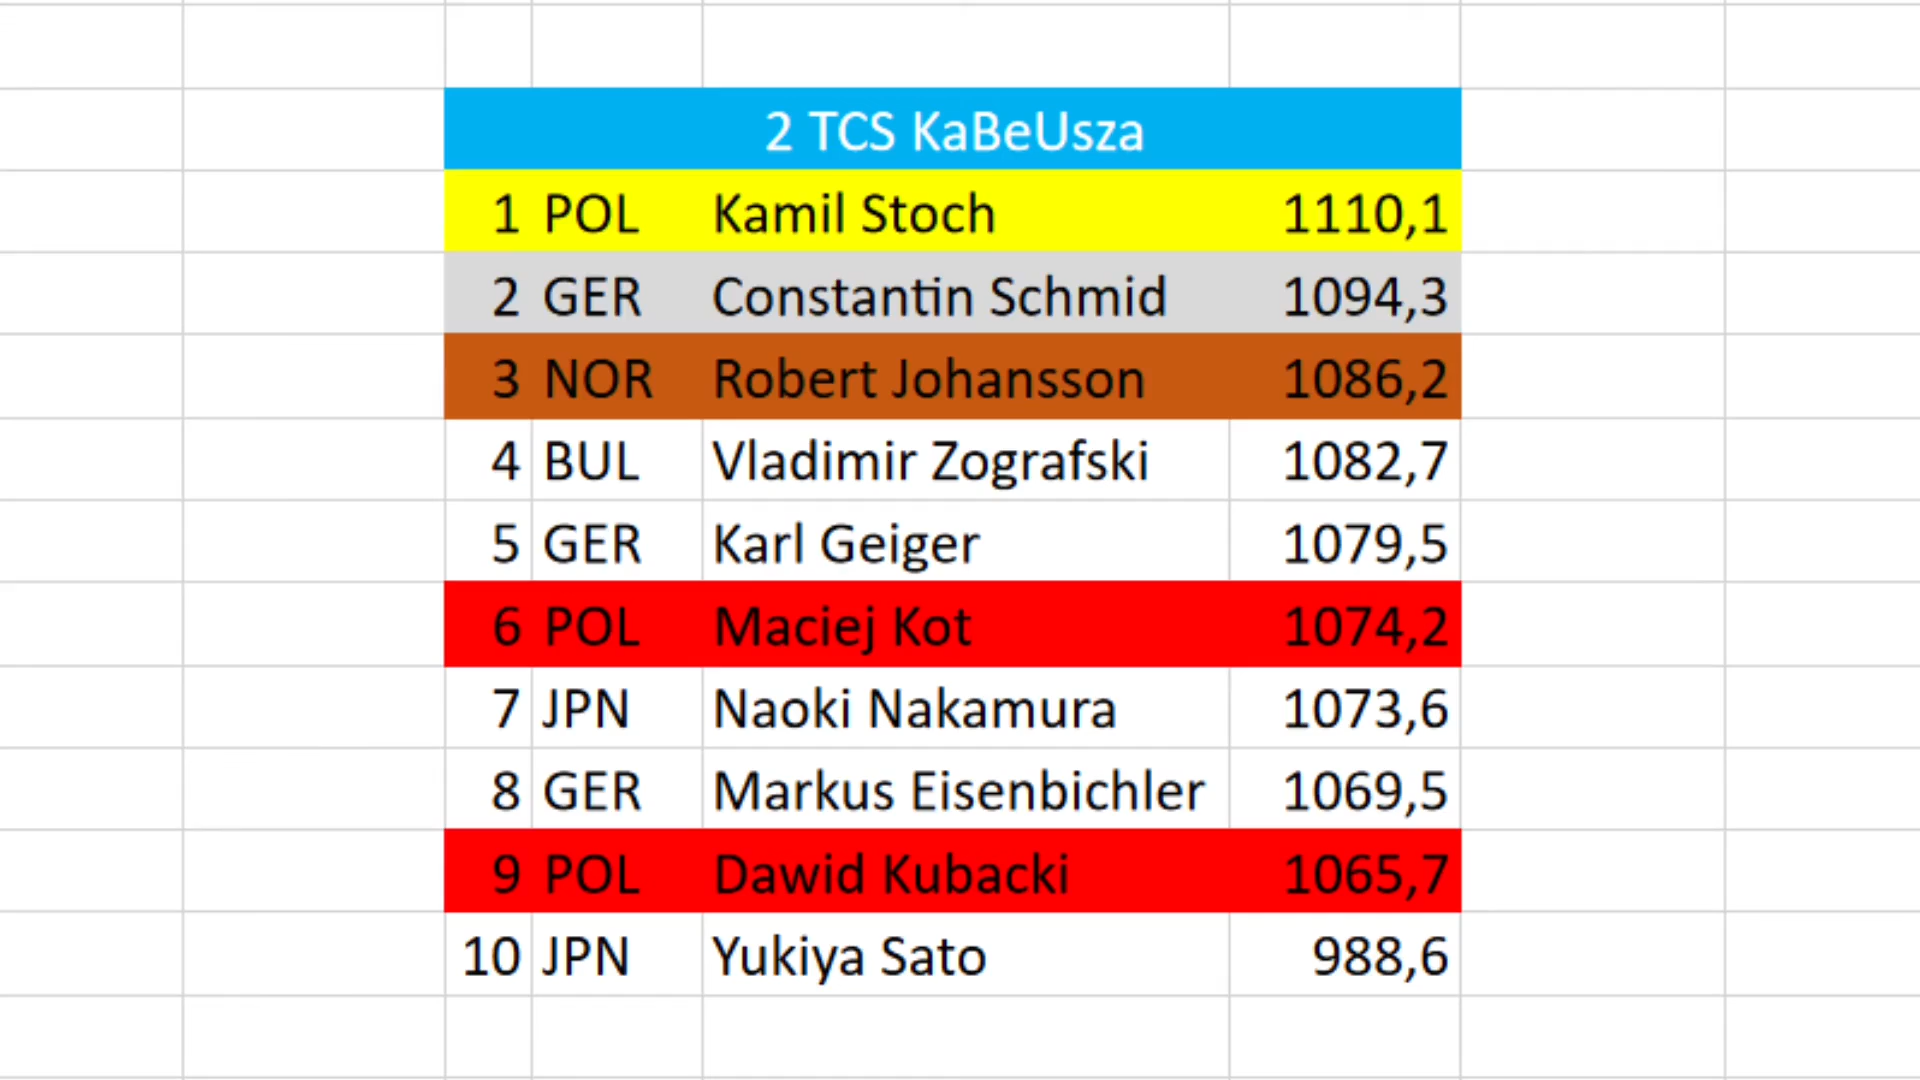 2 TCS KaBeUsza
1 POL Kamil Stoch 1110,1
2 GER Constantin Schmid 1094,3
3 NOR Robert Johansson 1086,2
4 BUL Vladimir Zografski 1082,7
5 GER Karl Geiger 1079,5
6 POL Maciej Kot 1074,2
7 JPN Naoki Nakamura 1073,6
8 GER Markus Eisenbichler 1069,5
9 POL Dawid Kubacki 1065,7
10 JPN Yukiya Sato 988,6